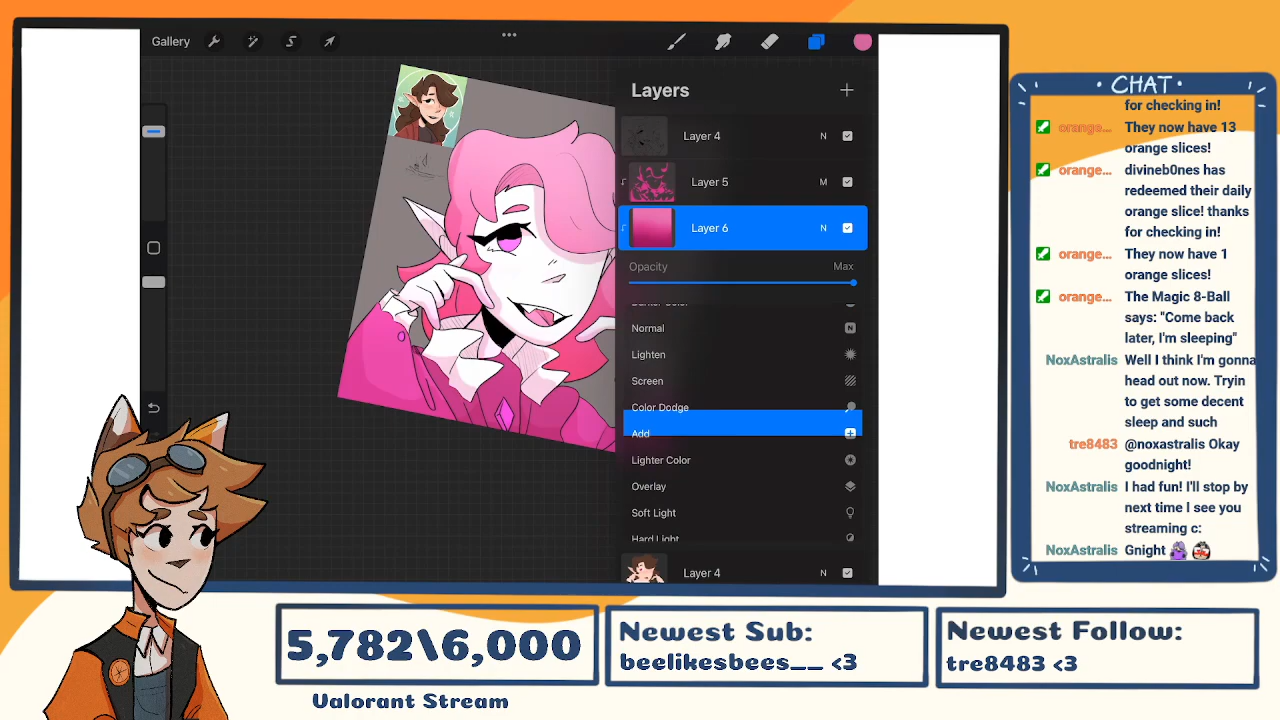 Gallery
Layers
Layer 4 N
Layer 5 M
Layer 6 N
Opacity Max
Darker Color
Normal N
Lighten
Screen
Color Dodge
Add
Lighter Color
Overlay
Soft Light
Hard Light
Layer 4 N
• CHAT •
for checking in!
orange... They now have 13
orange slices!
orange... divineb0nes has
redeemed their daily
orange slice! thanks
for checking in!
orange... They now have 1
orange slices!
orange... The Magic 8-Ball
says: "Come back
later, I'm sleeping"
NoxAstralis Well I think I'm gonna
head out now. Tryin
to get some decent
sleep and such
tre8483 @noxastralis Okay
goodnight!
NoxAstralis I had fun! I'll stop by
next time I see you
streaming c:
NoxAstralis Gnight
5,782\6,000
Valorant Stream
Newest Sub:
beelikesbees__ <3
Newest Follow:
tre8483 <3